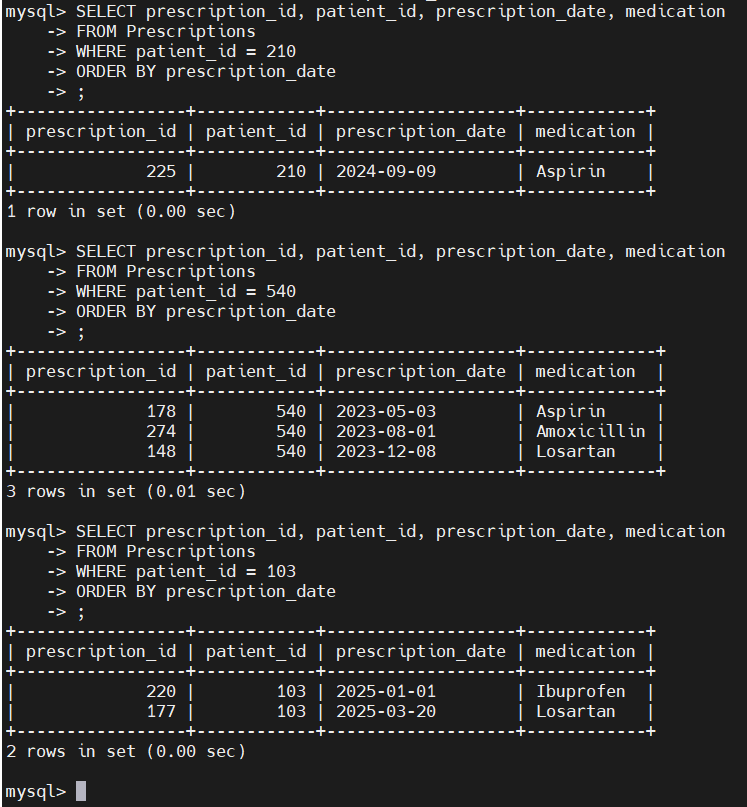 mysql> SELECT prescription_id, patient_id, prescription_date, medication
    -> FROM Prescriptions
    -> WHERE patient_id = 210
    -> ORDER BY prescription_date
    -> ;
+-----------------+------------+-------------------+------------+
| prescription_id | patient_id | prescription_date | medication |
+-----------------+------------+-------------------+------------+
|             225 |        210 | 2024-09-09        | Aspirin    |
+-----------------+------------+-------------------+------------+
1 row in set (0.00 sec)

mysql> SELECT prescription_id, patient_id, prescription_date, medication
    -> FROM Prescriptions
    -> WHERE patient_id = 540
    -> ORDER BY prescription_date
    -> ;
+-----------------+------------+-------------------+-------------+
| prescription_id | patient_id | prescription_date | medication  |
+-----------------+------------+-------------------+-------------+
|             178 |        540 | 2023-05-03        | Aspirin     |
|             274 |        540 | 2023-08-01        | Amoxicillin |
|             148 |        540 | 2023-12-08        | Losartan    |
+-----------------+------------+-------------------+-------------+
3 rows in set (0.01 sec)

mysql> SELECT prescription_id, patient_id, prescription_date, medication
    -> FROM Prescriptions
    -> WHERE patient_id = 103
    -> ORDER BY prescription_date
    -> ;
+-----------------+------------+-------------------+------------+
| prescription_id | patient_id | prescription_date | medication |
+-----------------+------------+-------------------+------------+
|             220 |        103 | 2025-01-01        | Ibuprofen  |
|             177 |        103 | 2025-03-20        | Losartan   |
+-----------------+------------+-------------------+------------+
2 rows in set (0.00 sec)

mysql>